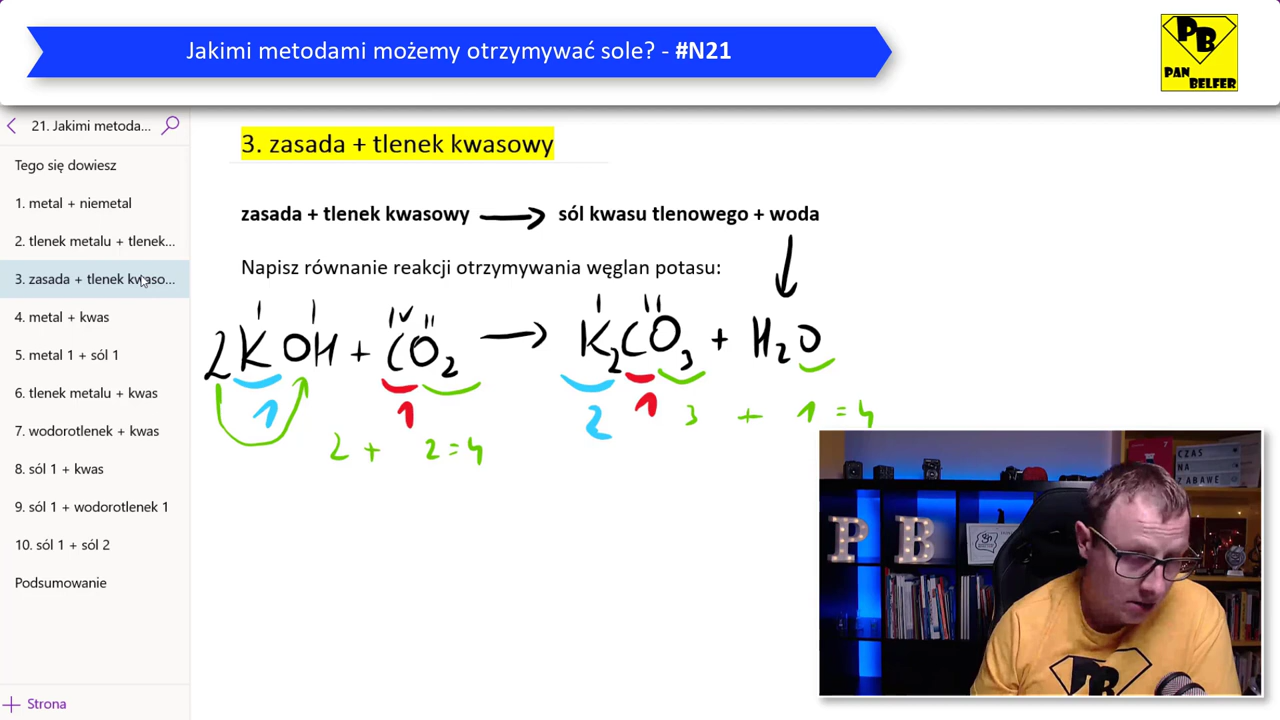 Jakimi metodami możemy otrzymywać sole? - #N21
PB
PAN
BELFER
21. Jakimi metoda...
Tego się dowiesz
1. metal + niemetal
2. tlenek metalu + tlenek...
3. zasada + tlenek kwaso...
4. metal + kwas
5. metal 1 + sól 1
6. tlenek metalu + kwas
7. wodorotlenek + kwas
8. sól 1 + kwas
9. sól 1 + wodorotlenek 1
10. sól 1 + sól 2
Podsumowanie
Strona
3. zasada + tlenek kwasowy
zasada + tlenek kwasowy → sól kwasu tlenowego + woda
Napisz równanie reakcji otrzymywania węglan potasu:
I I IV II I II
2KOH + CO2 → K2CO3 + H2O
1 1 2 1 3 + 1 = 4
2 + 2 = 4
CZAS
NA
ZABAWĘ
P B
PB